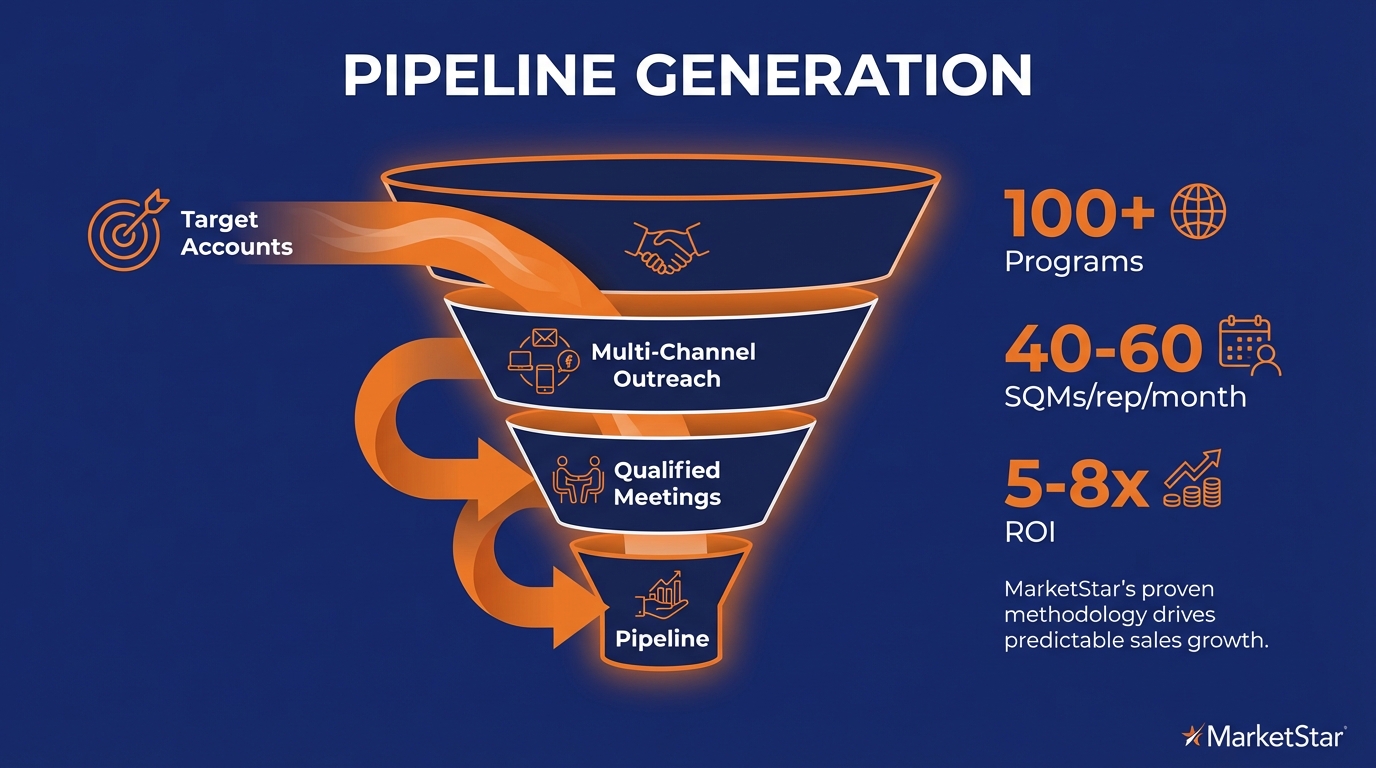 PIPELINE GENERATION
Target
Accounts
Multi-Channel
Outreach
Qualified
Meetings
Pipeline
100+
Programs
40-60
SQMs/rep/month
5-8x
ROI
MarketStar's proven
methodology drives
predictable sales growth.
MarketStar